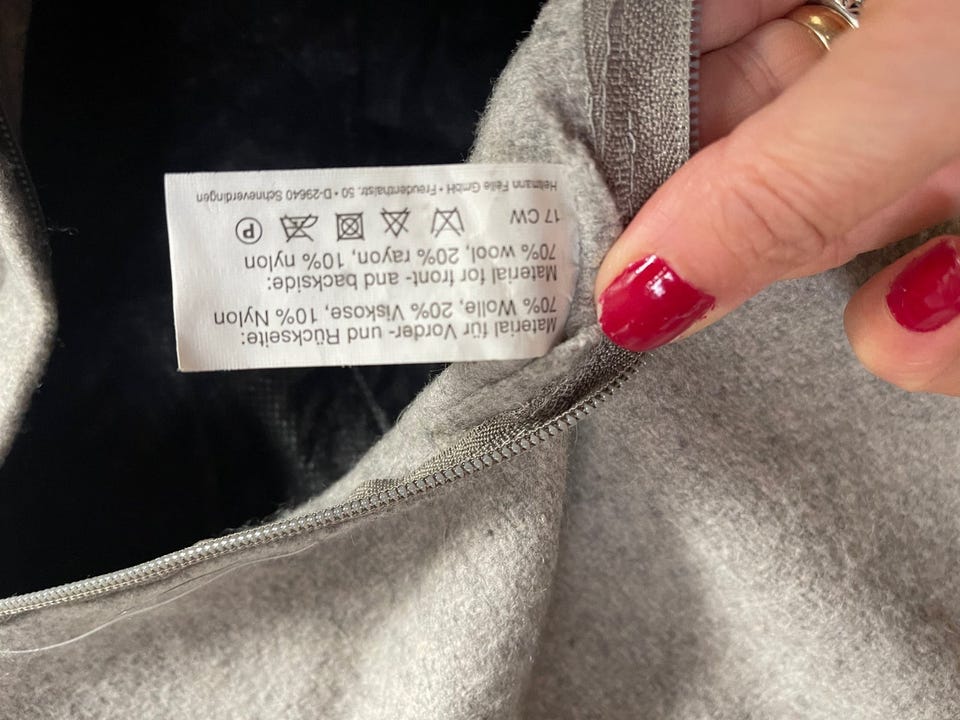 Material für Vorder- und Rückseite:
70% Wolle, 20% Viskose, 10% Nylon
Material for front- and backside:
70% wool, 20% rayon, 10% nylon
17 CW
P
Heitmann Felle GmbH • Freudenthalstr. 50 • D-29640 Schneverdingen